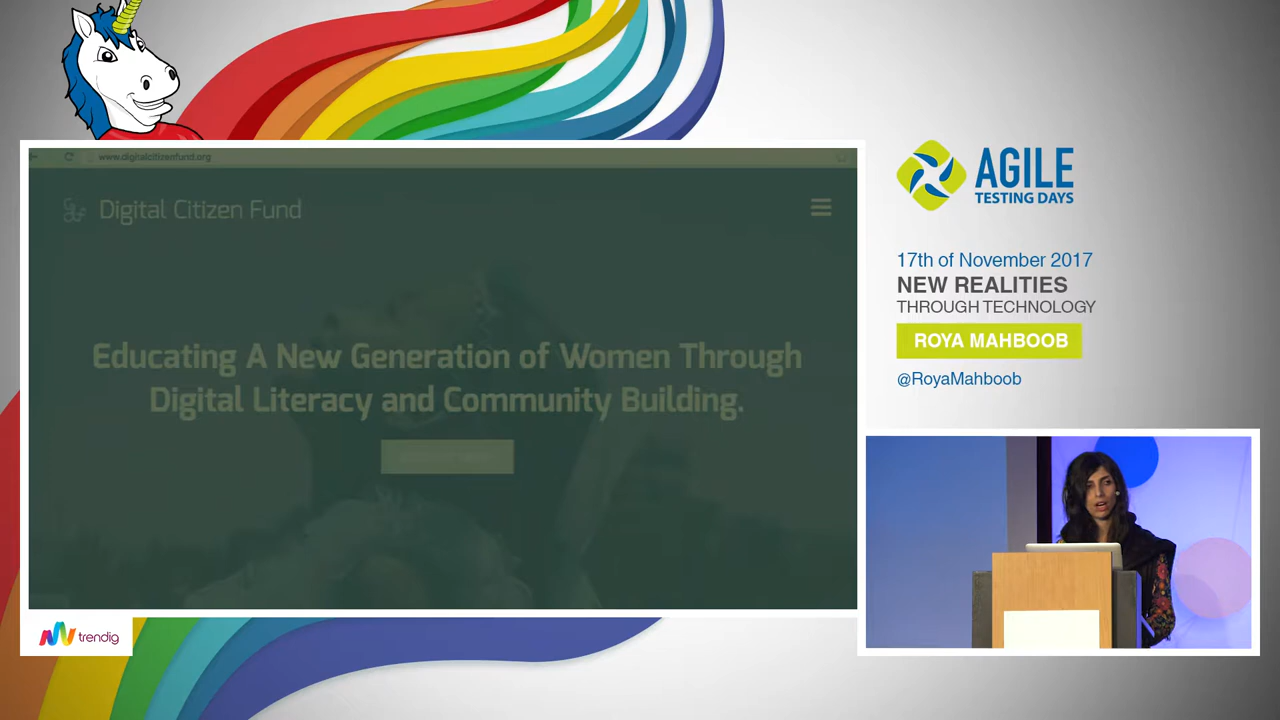 www.digitalcitizenfund.org
Digital Citizen Fund
Educating A New Generation of Women Through
Digital Literacy and Community Building.
AGILE
TESTING DAYS
17th of November 2017
NEW REALITIES
THROUGH TECHNOLOGY
ROYA MAHBOOB
@RoyaMahboob
trendig